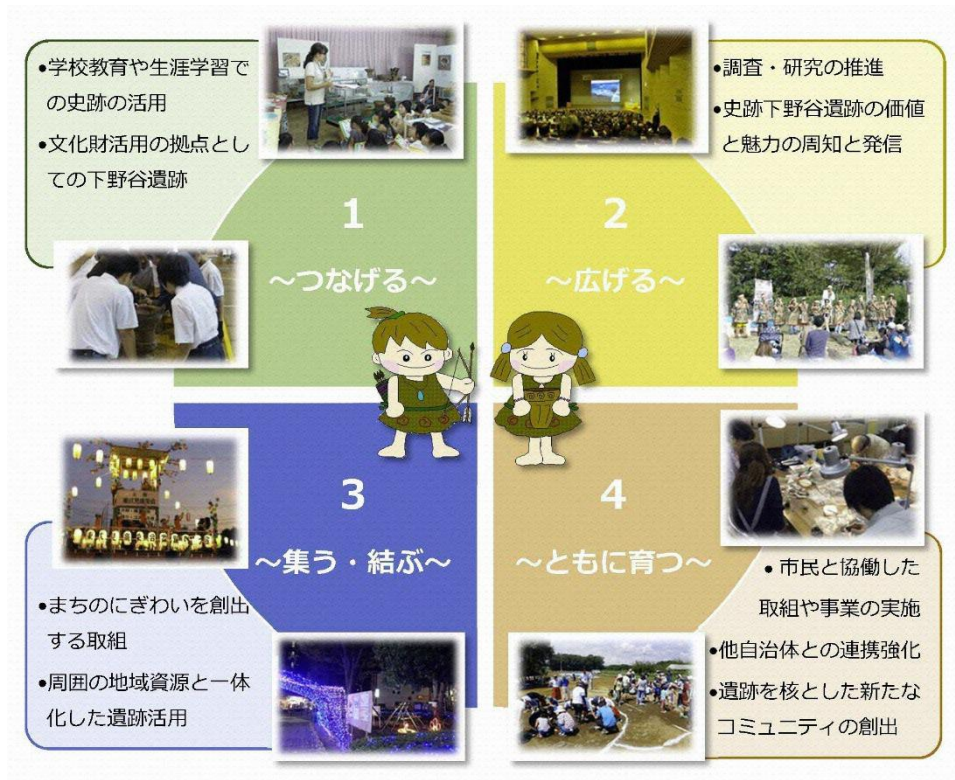 •学校教育や生涯学習で
の史跡の活用
•文化財活用の拠点とし
ての下野谷遺跡
1
～つなげる～
•調査・研究の推進
•史跡下野谷遺跡の価値
と魅力の周知と発信
2
～広げる～
3
～集う・結ぶ～
•まちのにぎわいを創出
する取組
•周囲の地域資源と一体
化した遺跡活用
4
～ともに育つ～
•市民と協働した
取組や事業の実施
•他自治体との連携強化
•遺跡を核とした新たな
コミュニティの創出